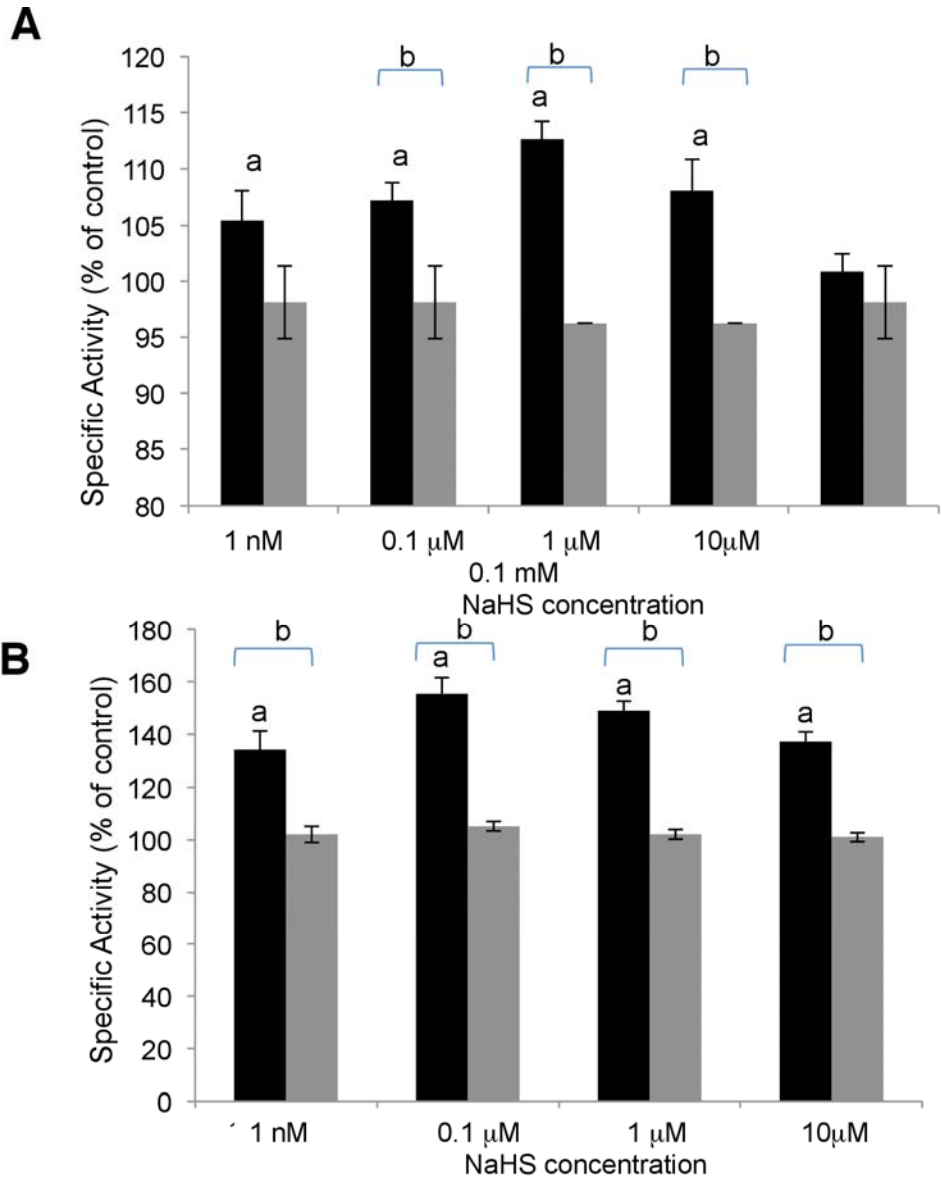 A
b b b
120
a
115
a a a
110
105
100
95
90
85
80
Specific Activity (% of control)
1 nM 0.1 μM 1 μM 10μM
0.1 mM
NaHS concentration
B
180
b b b b
160
a a a a
140
120
100
80
60
40
20
0
Specific Activity (% of control)
1 nM 0.1 μM 1 μM 10μM
NaHS concentration